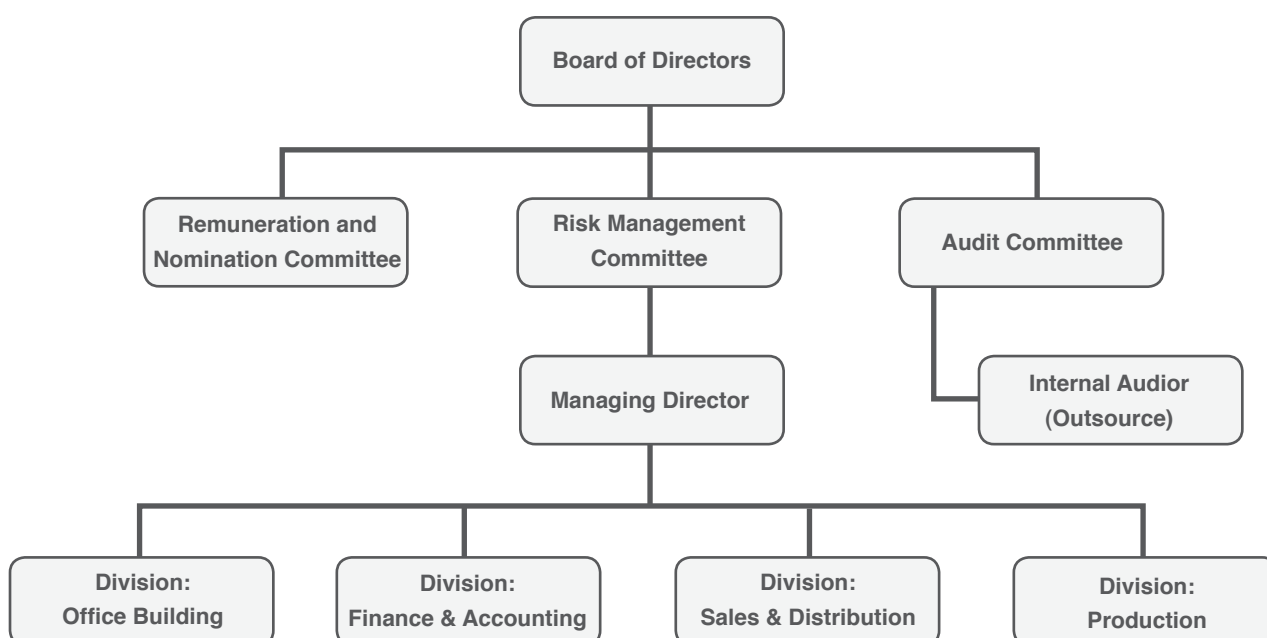 Board of Directors
Remuneration and
Nomination Committee
Risk Management
Committee
Audit Committee
Managing Director
Internal Audior
(Outsource)
Division:
Office Building
Division:
Finance & Accounting
Division:
Sales & Distribution
Division:
Production